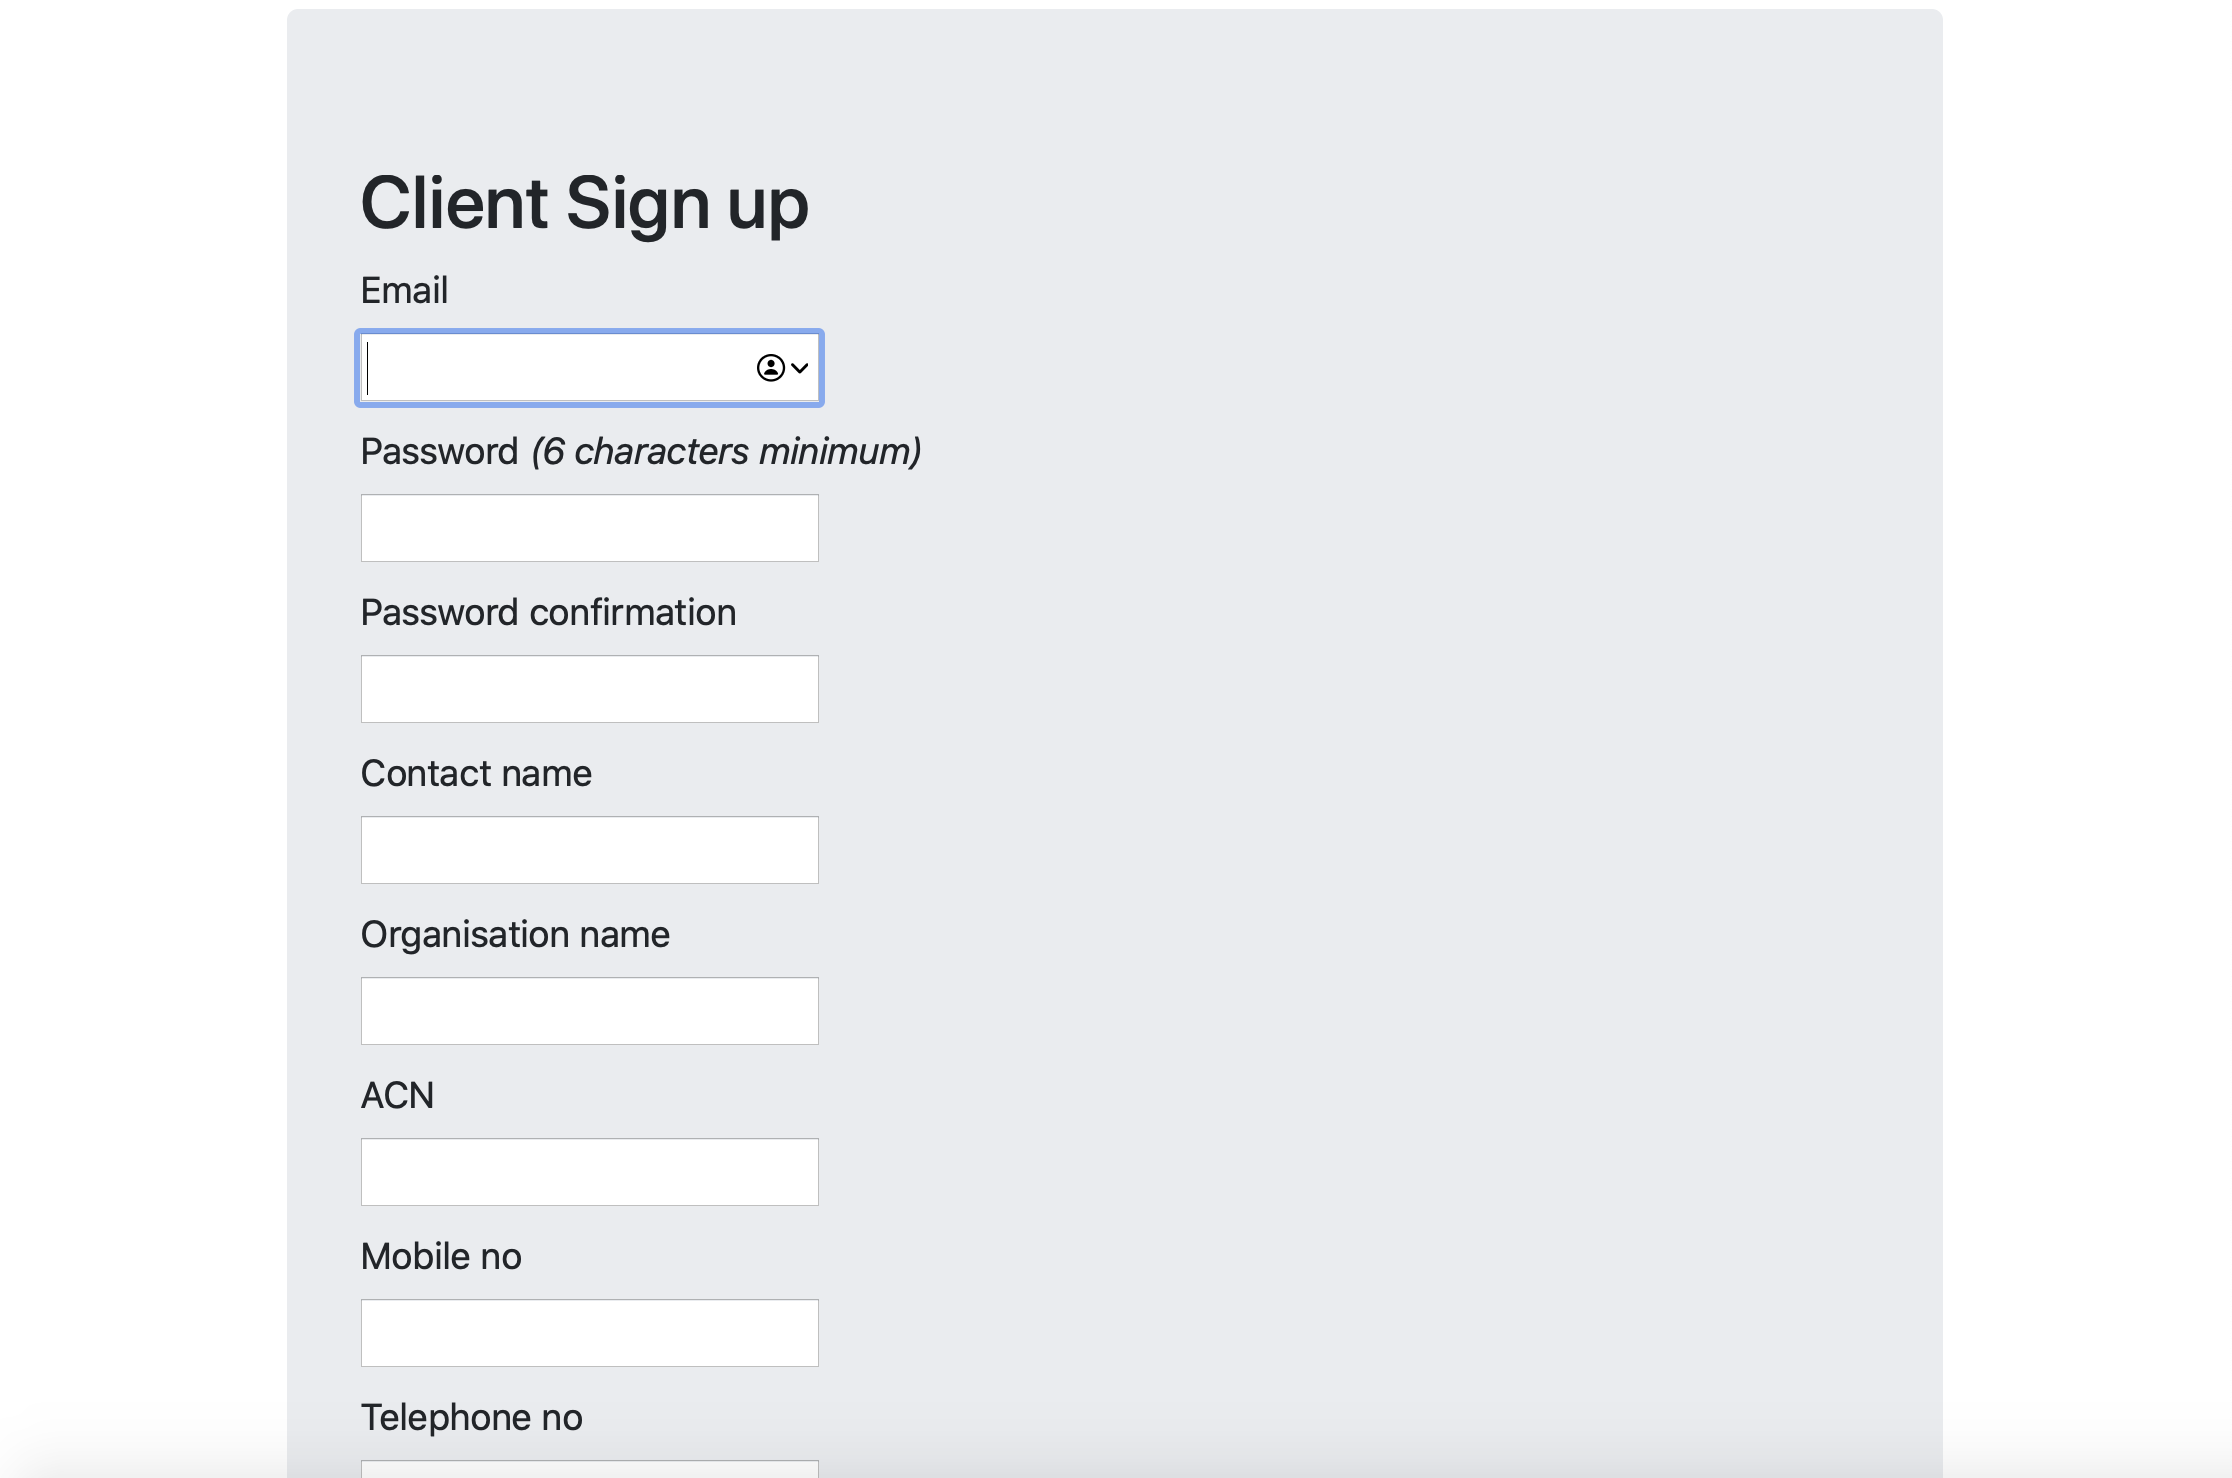 Client Sign up
Email
Password (6 characters minimum)
Password confirmation
Contact name
Organisation name
ACN
Mobile no
Telephone no